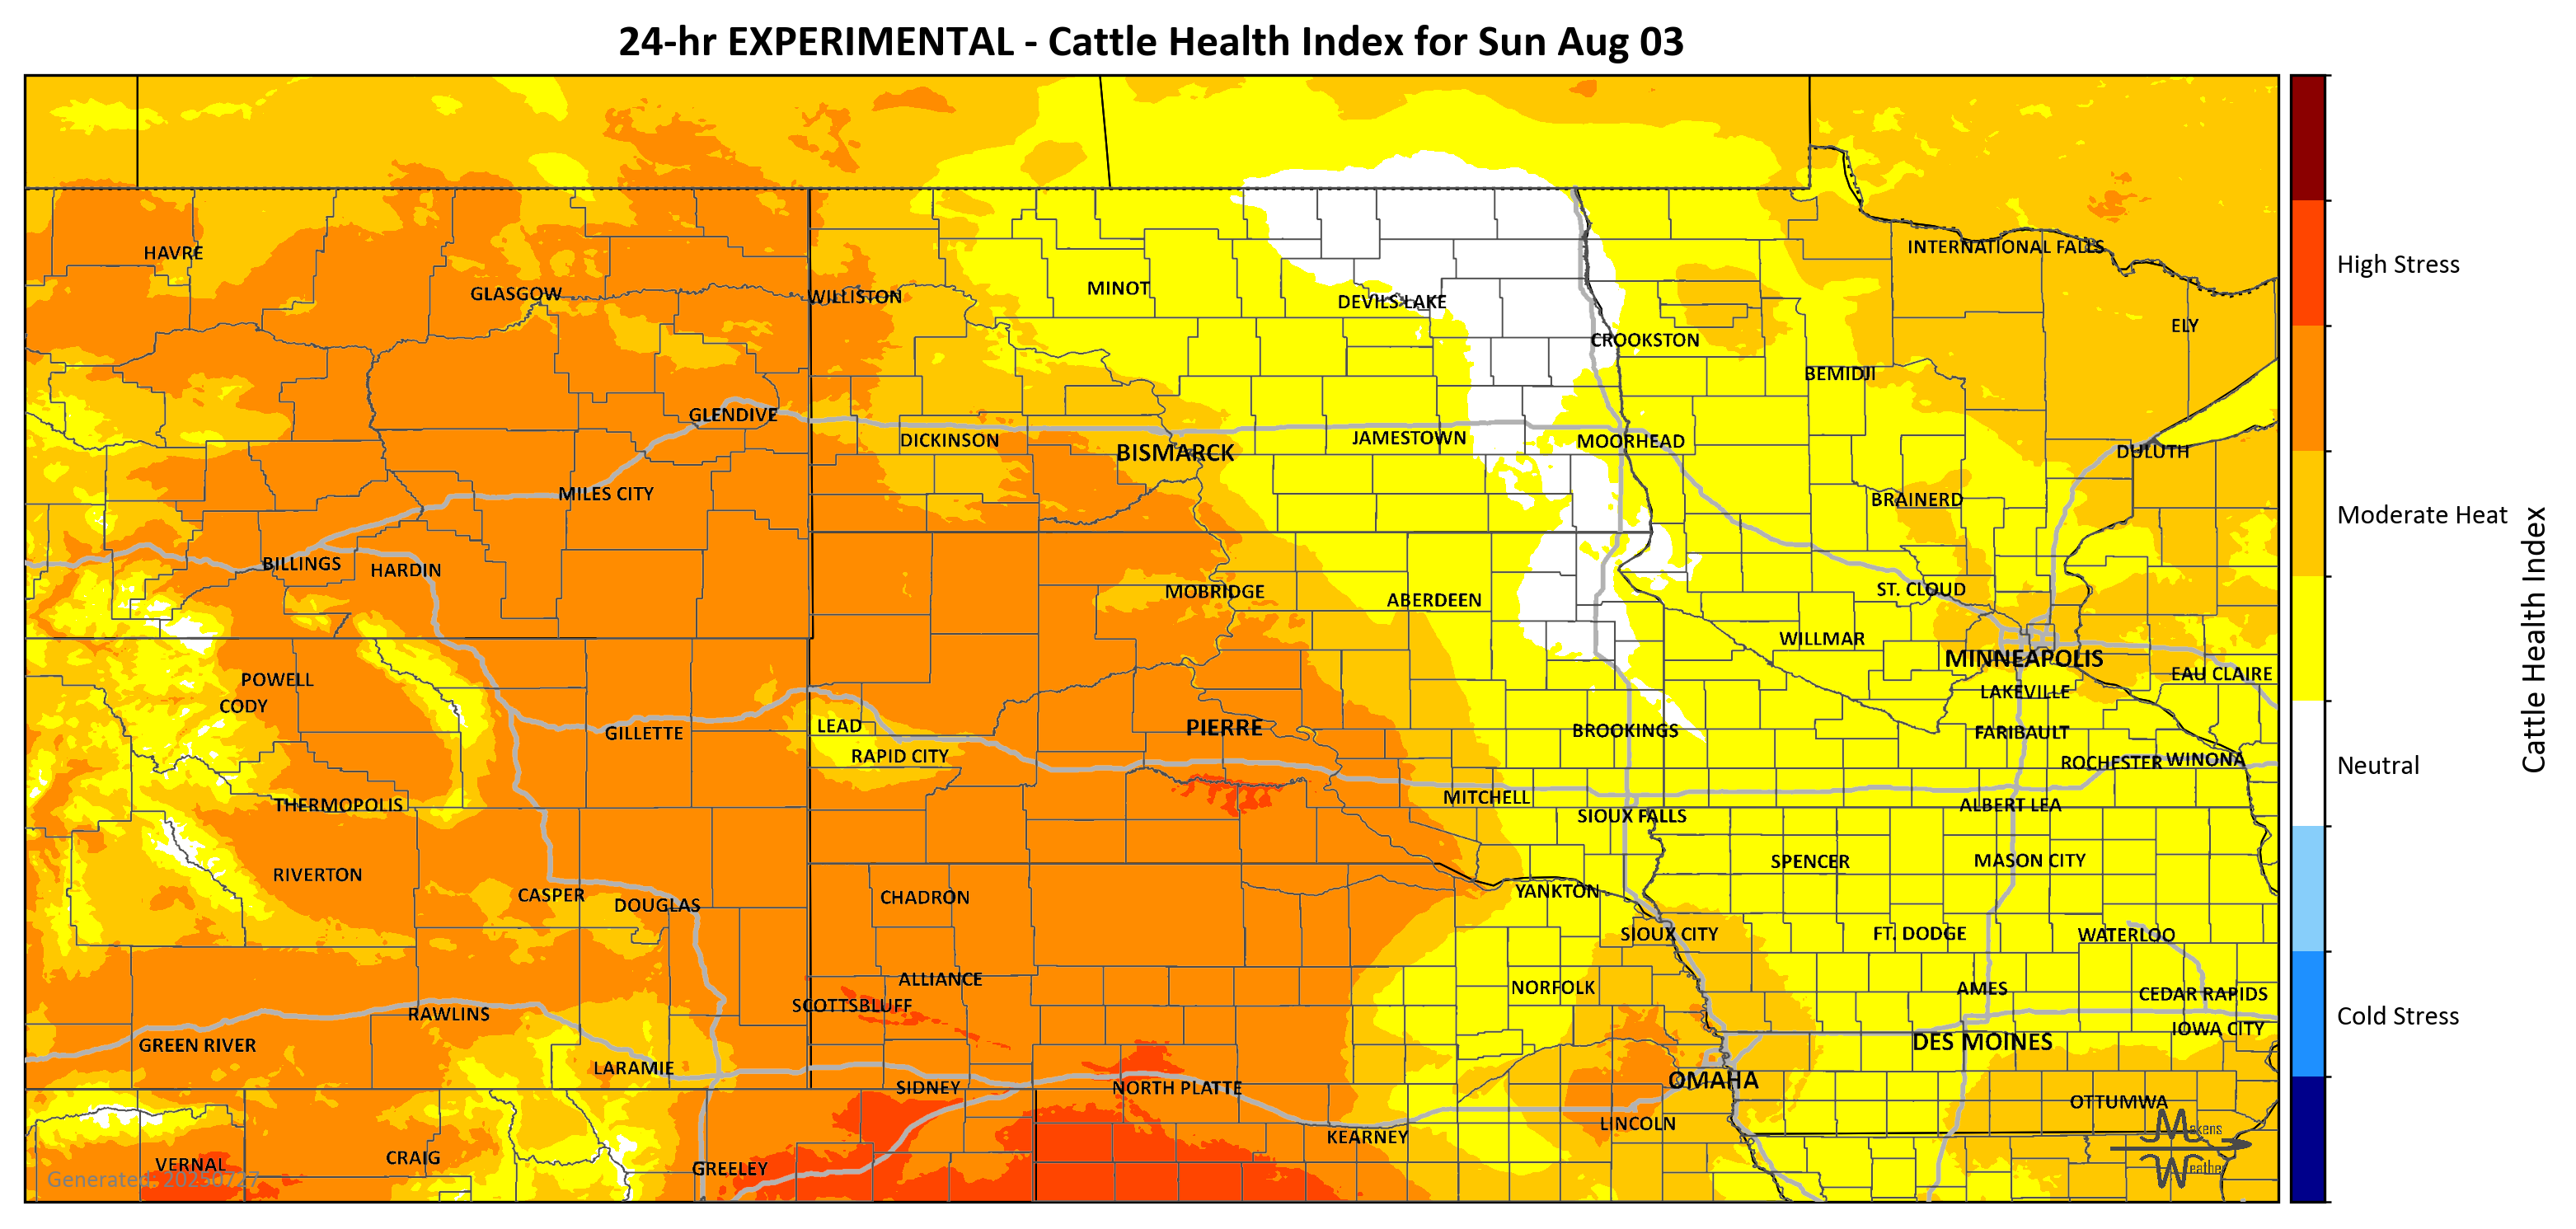 24-hr EXPERIMENTAL - Cattle Health Index for Sun Aug 03
HAVRE
INTERNATIONAL FALLS
GLASGOW
WILLISTON
MINOT
DEVILS LAKE
ELY
CROOKSTON
BEMIDJI
GLENDIVE
DICKINSON
BISMARCK
JAMESTOWN
MOORHEAD
DULUTH
MILES CITY
BRAINERD
BILLINGS
HARDIN
MOBRIDGE
ABERDEEN
ST. CLOUD
WILLMAR
MINNEAPOLIS
EAU CLAIRE
POWELL
CODY
LAKEVILLE
GILLETTE
LEAD
PIERRE
BROOKINGS
FARIBAULT
RAPID CITY
ROCHESTER
WINONA
THERMOPOLIS
MITCHELL
SIOUX FALLS
ALBERT LEA
RIVERTON
SPENCER
MASON CITY
CASPER
DOUGLAS
CHADRON
YANKTON
SIOUX CITY
FT. DODGE
WATERLOO
ALLIANCE
NORFOLK
AMES
CEDAR RAPIDS
SCOTTSBLUFF
RAWLINS
IOWA CITY
GREEN RIVER
DES MOINES
LARAMIE
SIDNEY
NORTH PLATTE
OMAHA
OTTUMWA
LINCOLN
KEARNEY
VERNAL
CRAIG
GREELEY
Generated: 20250727
Makens
Weather
High Stress
Moderate Heat
Neutral
Cold Stress
Cattle Health Index